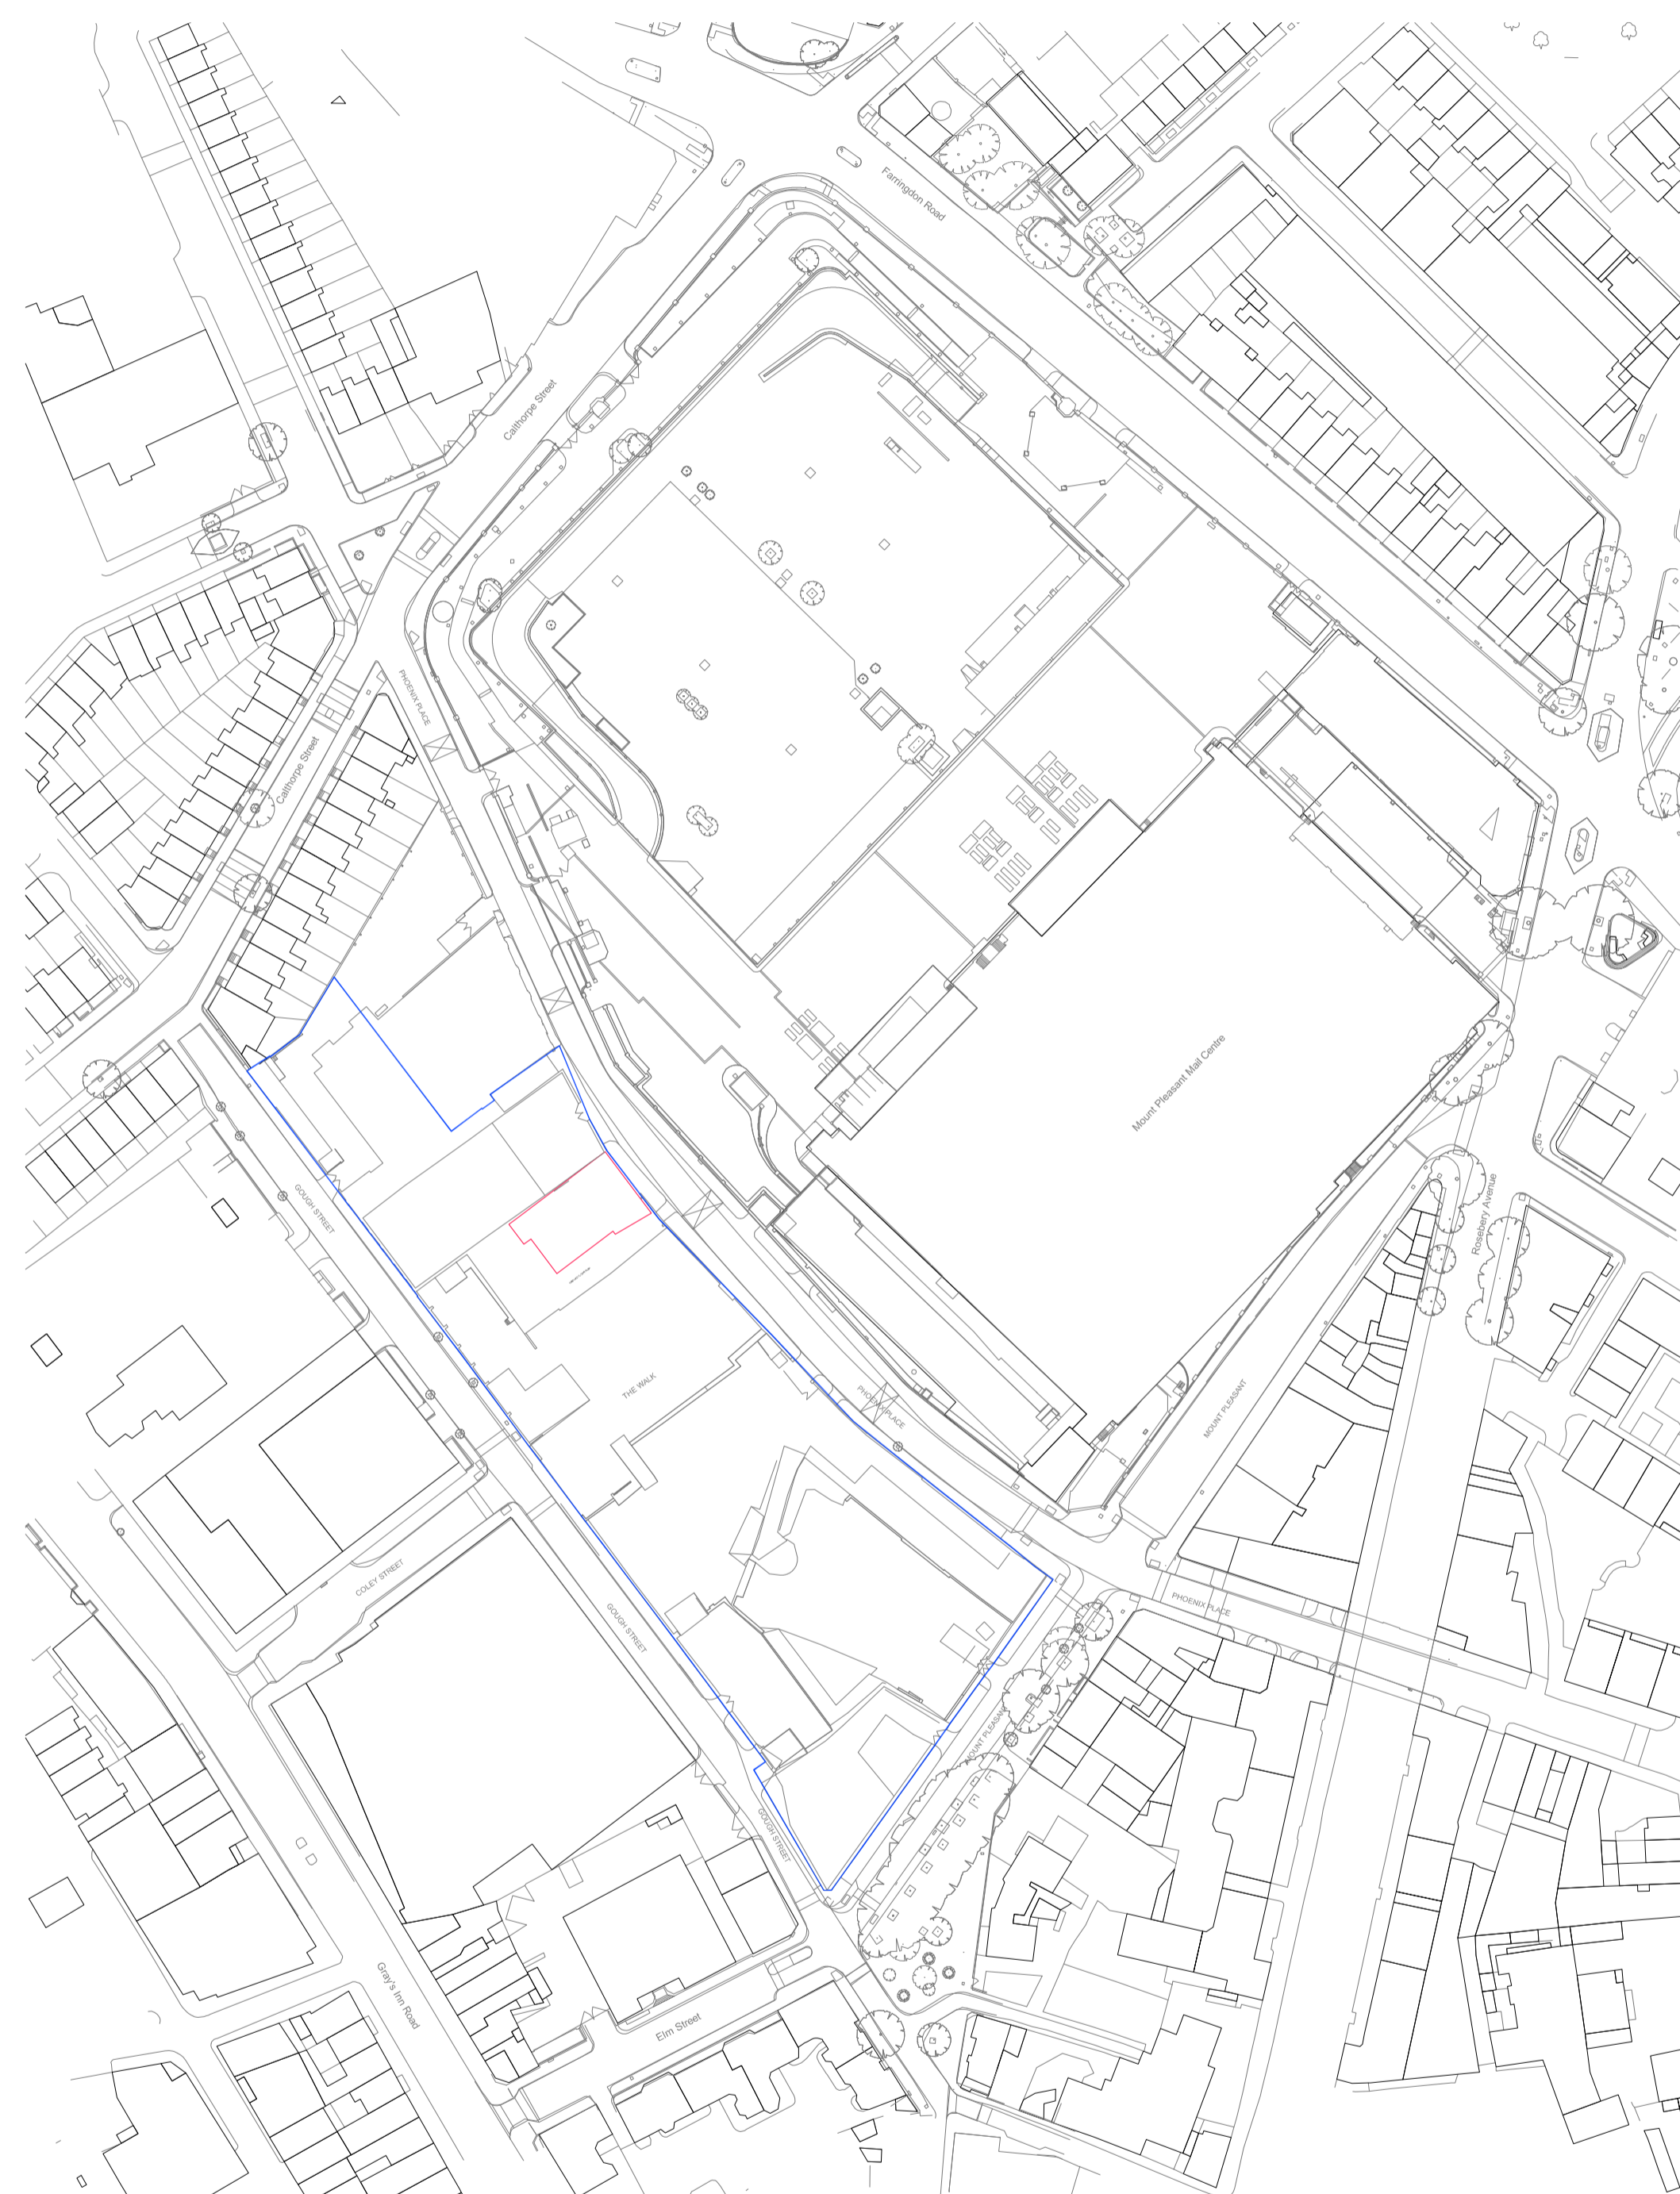 Farringdon Road
Calthorpe Street
PHOENIX PLACE
Calthorpe Street
Mount Pleasant Mail Centre
GOUGH STREET
Rosebery Avenue
THE WALK
PHOENIX PLACE
MOUNT PLEASANT
COLEY STREET
PHOENIX PLACE
GOUGH STREET
MOUNT PLEASANT
GOUGH STREET
Gray's Inn Road
Elm Street